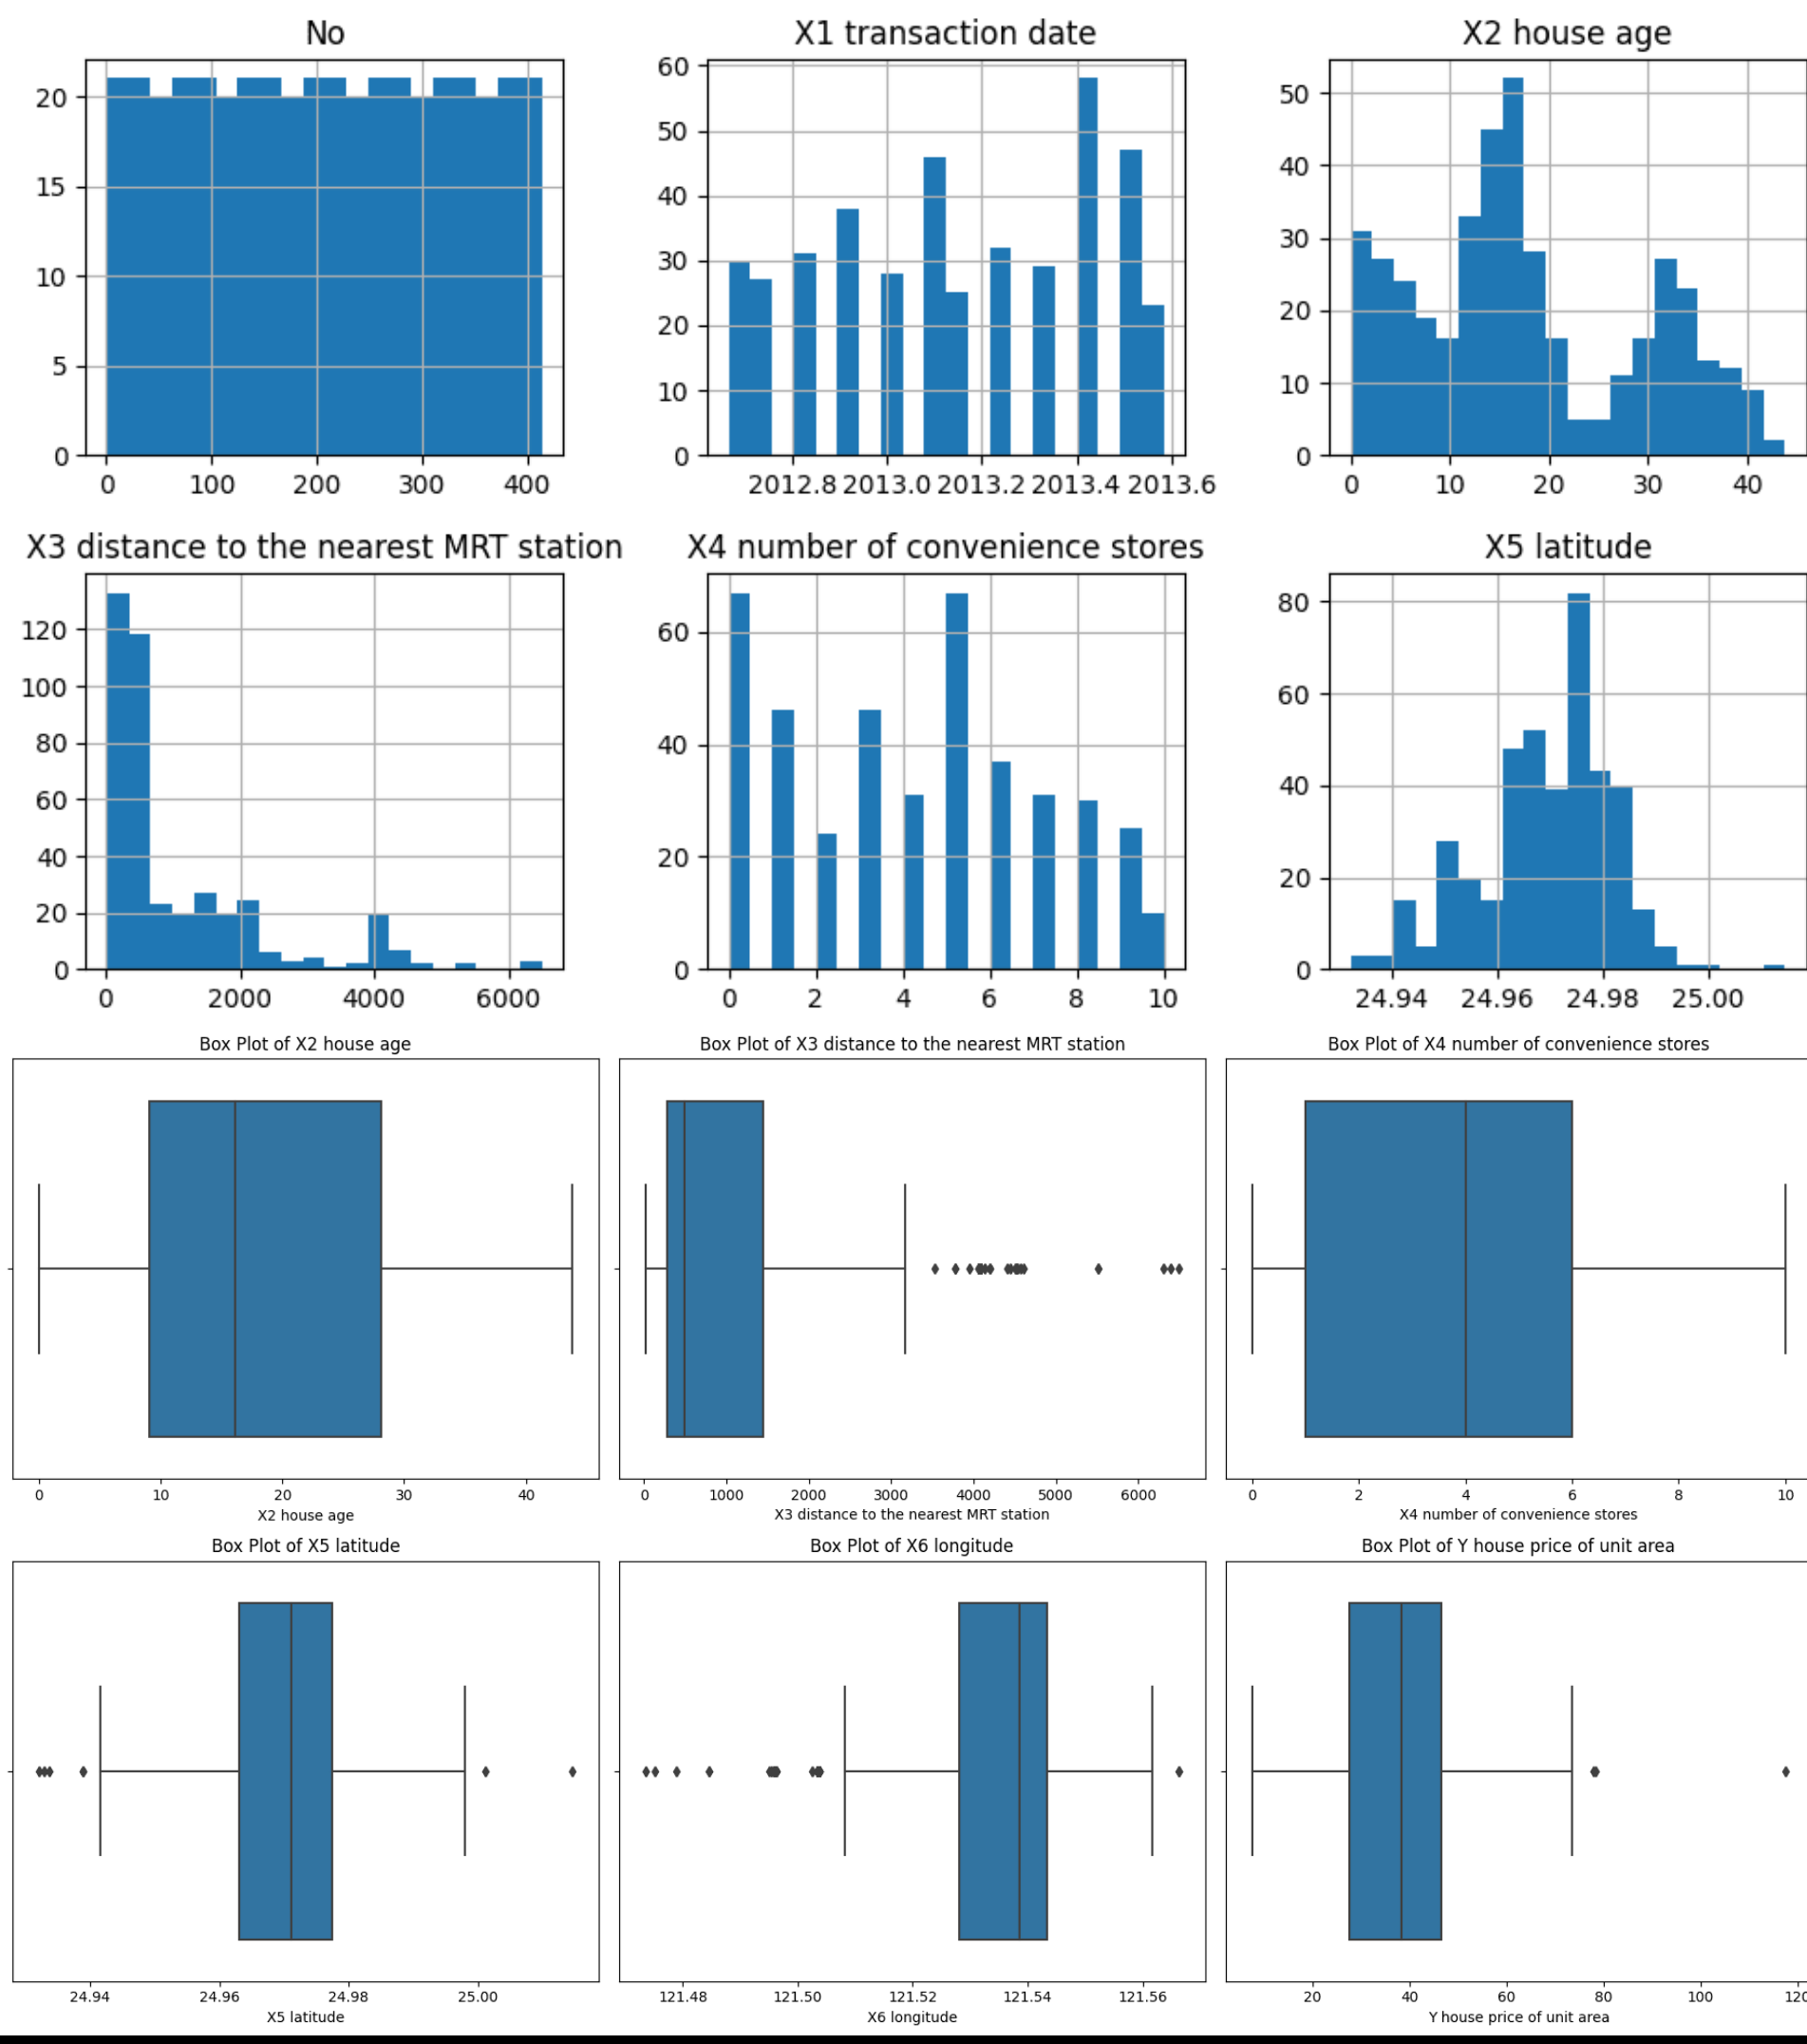 No
20
15
10
5
0
0 100 200 300 400
X1 transaction date
60
50
40
30
20
10
0
2012.8 2013.0 2013.2 2013.4 2013.6
X2 house age
50
40
30
20
10
0
0 10 20 30 40
X3 distance to the nearest MRT station
120
100
80
60
40
20
0
0 2000 4000 6000
X4 number of convenience stores
60
40
20
0
0 2 4 6 8 10
X5 latitude
80
60
40
20
0
24.94 24.96 24.98 25.00
Box Plot of X2 house age
0 10 20 30 40
X2 house age
Box Plot of X3 distance to the nearest MRT station
0 1000 2000 3000 4000 5000 6000
X3 distance to the nearest MRT station
Box Plot of X4 number of convenience stores
0 2 4 6 8 10
X4 number of convenience stores
Box Plot of X5 latitude
24.94 24.96 24.98 25.00
X5 latitude
Box Plot of X6 longitude
121.48 121.50 121.52 121.54 121.56
X6 longitude
Box Plot of Y house price of unit area
20 40 60 80 100 120
Y house price of unit area